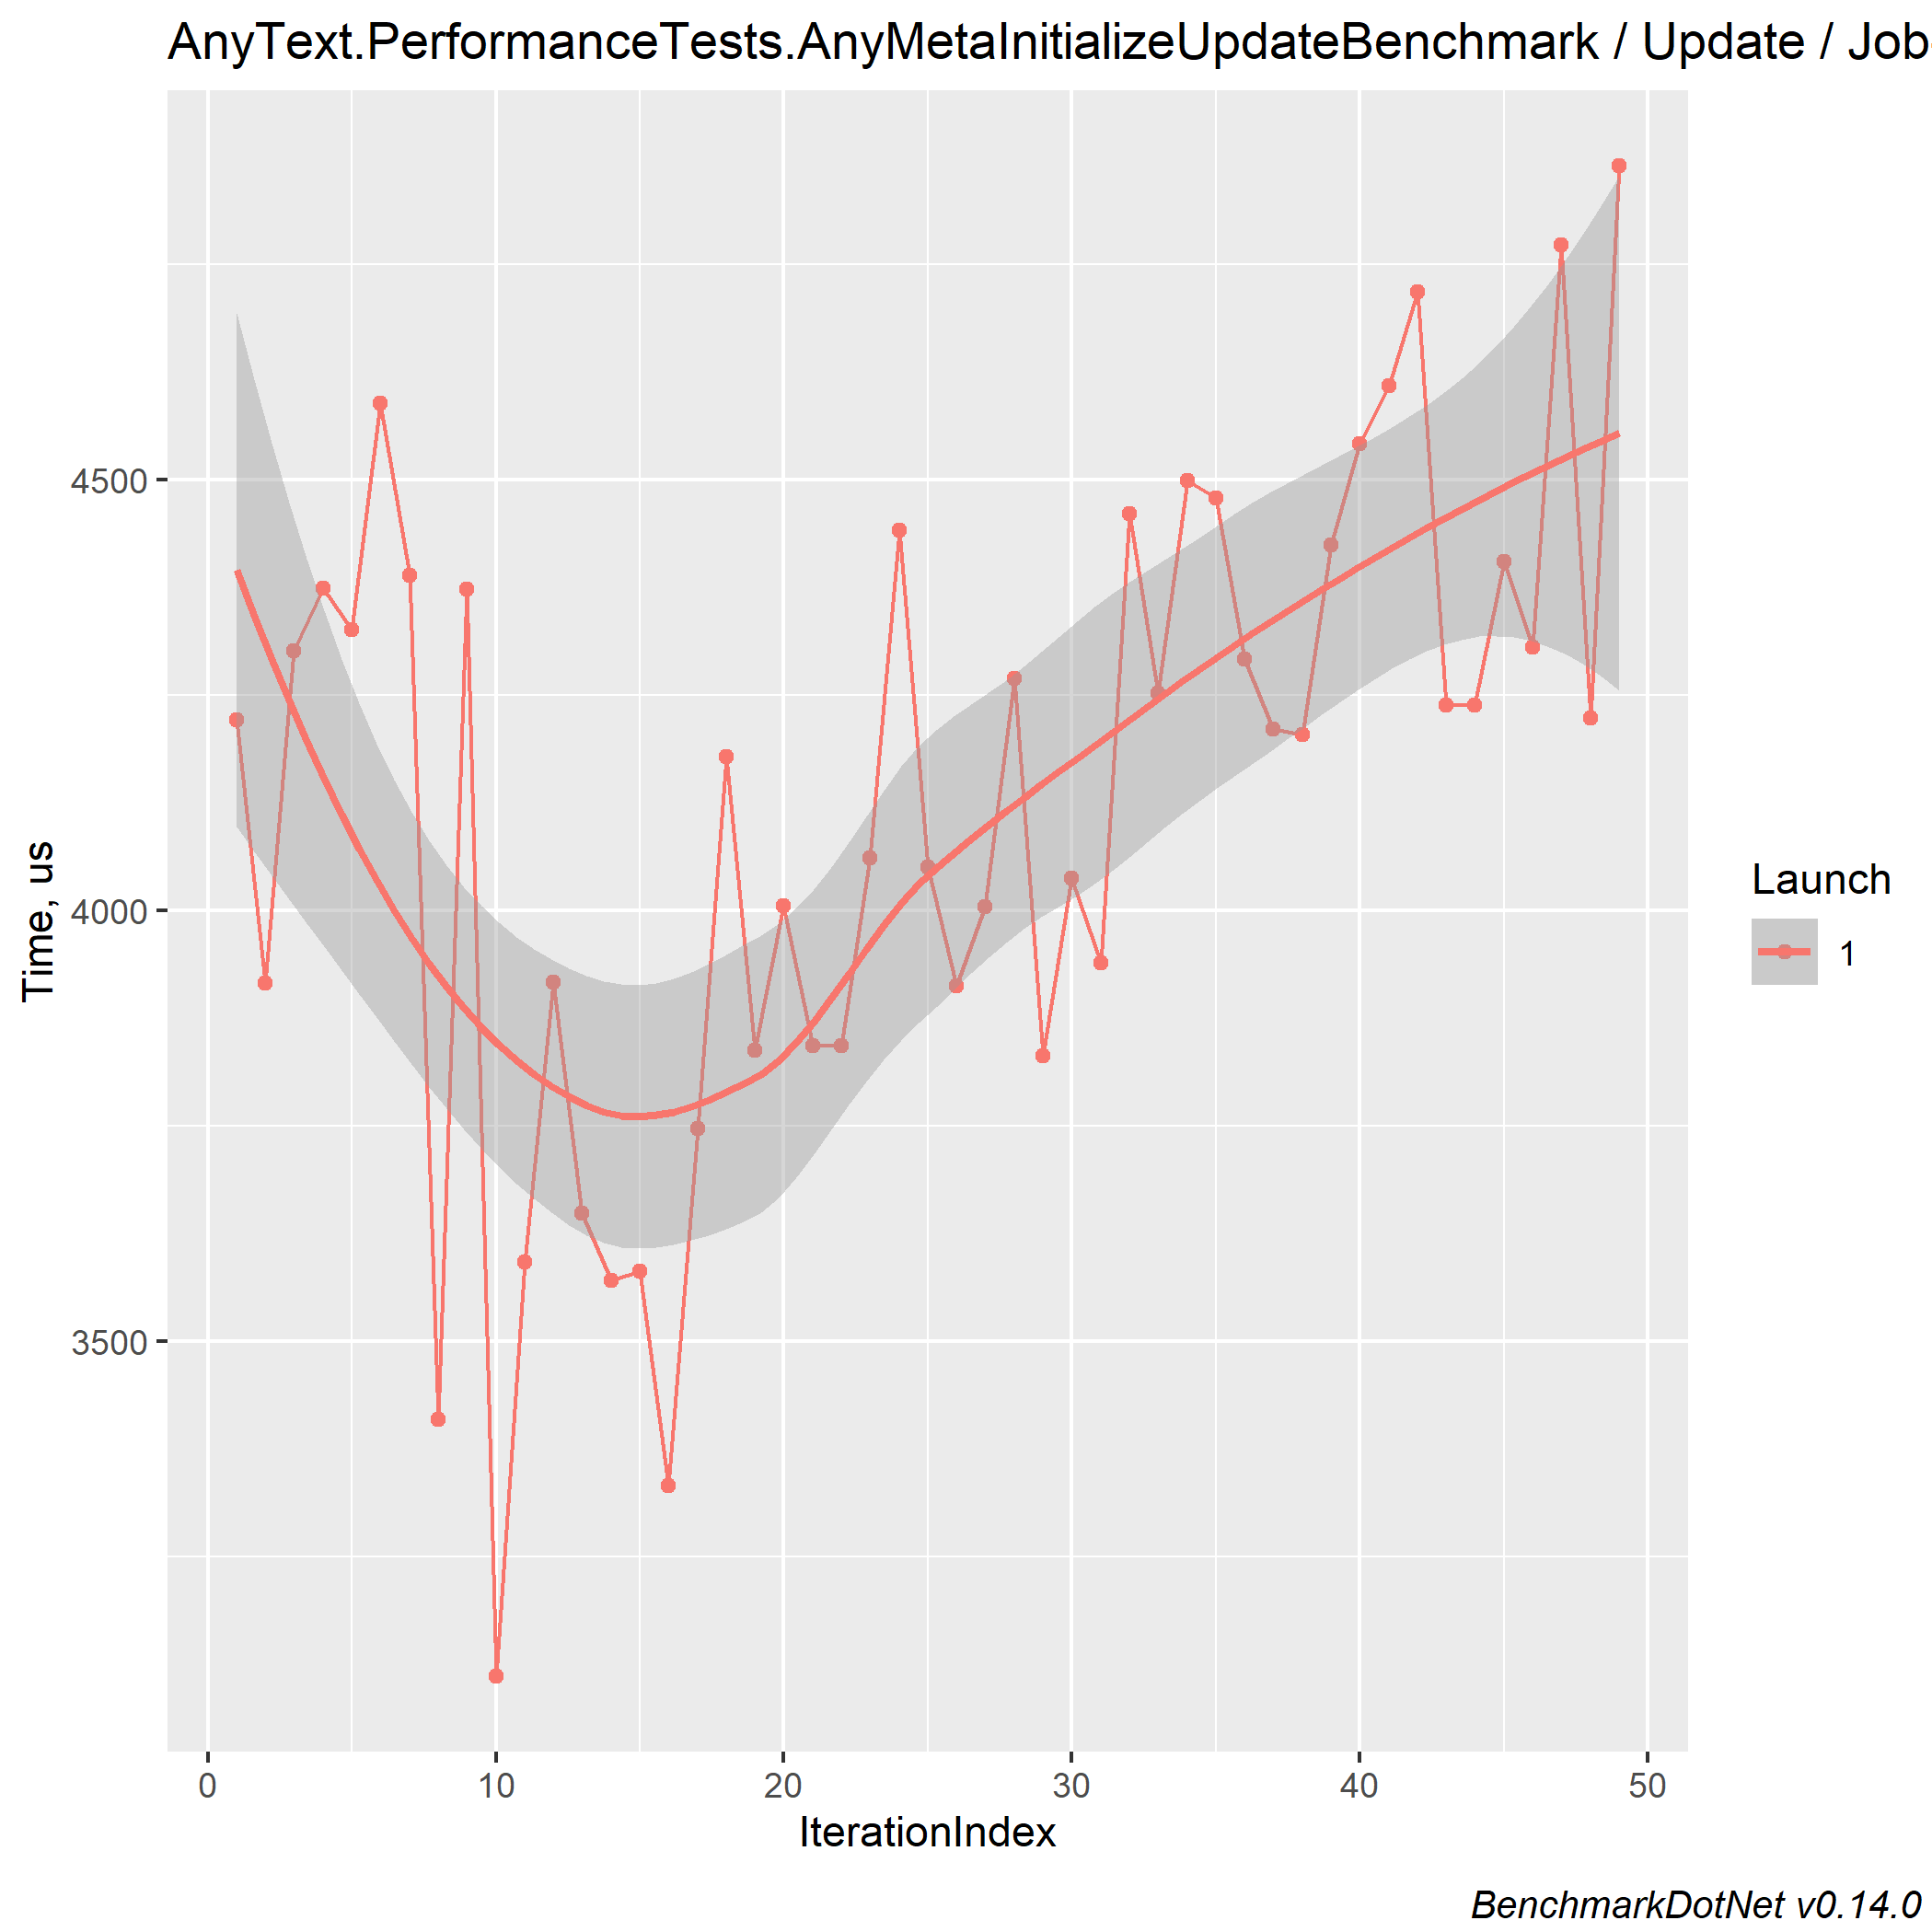 AnyText.PerformanceTests.AnyMetaInitializeUpdateBenchmark / Update / Job
Time, us
4500
4000
3500
0 10 20 30 40 50
IterationIndex
Launch
1
BenchmarkDotNet v0.14.0